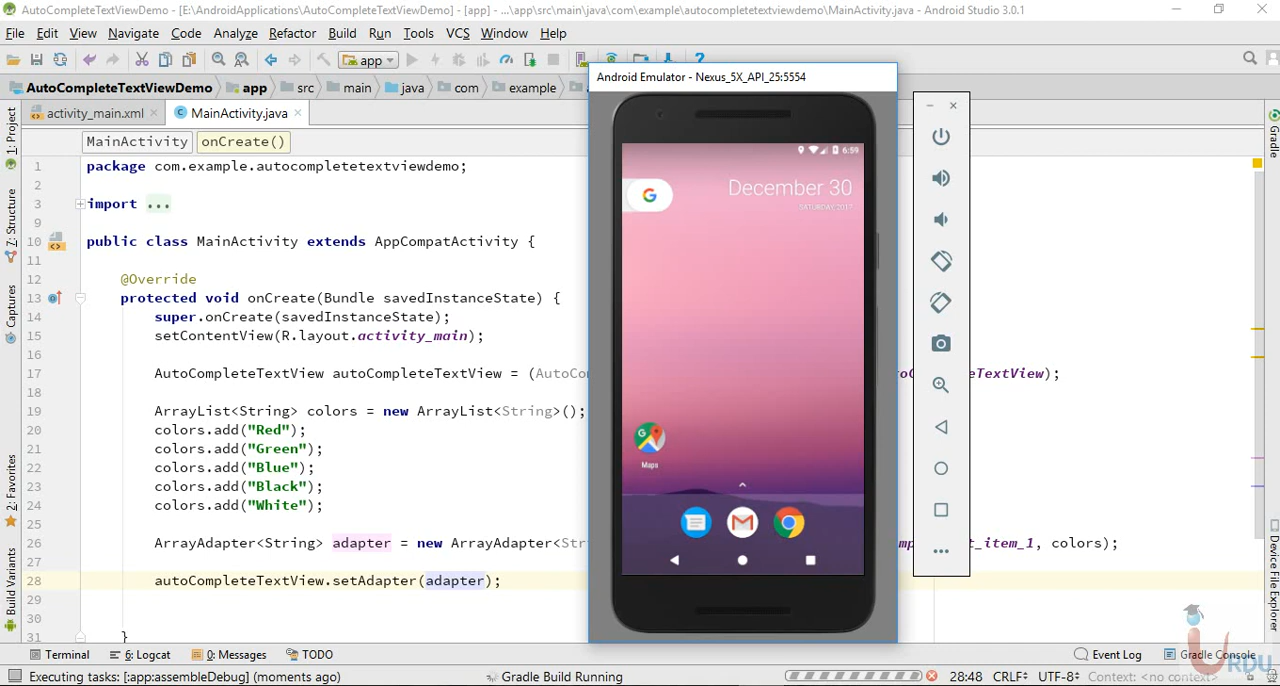 AutoCompleteTextViewDemo - [E:\AndroidApplications\AutoCompleteTextViewDemo] - [app] - ...\app\src\main\java\com\example\autocompletetextviewdemo\MainActivity.java - Android Studio 3.0.1
File Edit View Navigate Code Analyze Refactor Build Run Tools VCS Window Help
app
AutoCompleteTextViewDemo app src main java com example
Android Emulator - Nexus_5X_API_25:5554
activity_main.xml MainActivity.java
MainActivity onCreate()
1 package com.example.autocompletetextviewdemo;
2
3 import ...
9
10 public class MainActivity extends AppCompatActivity {
11
12 @Override
13 protected void onCreate(Bundle savedInstanceState) {
14 super.onCreate(savedInstanceState);
15 setContentView(R.layout.activity_main);
16
17 AutoCompleteTextView autoCompleteTextView = (AutoCo eTextView);
18
19 ArrayList<String> colors = new ArrayList<String>();
20 colors.add("Red");
21 colors.add("Green");
22 colors.add("Blue");
23 colors.add("Black");
24 colors.add("White");
25
26 ArrayAdapter<String> adapter = new ArrayAdapter<St t_item_1, colors);
27
28 autoCompleteTextView.setAdapter(adapter);
29
30
31 }
6:59
December 30
SATURDAY, 2017
G
Maps
1: Project
7: Structure
Captures
2: Favorites
Build Variants
Gradle
Device File Explorer
Terminal 6: Logcat 0: Messages TODO Event Log Gradle Console
Executing tasks: [app:assembleDebug] (moments ago) Gradle Build Running 28:48 CRLF UTF-8 Context: <no context>
URDU